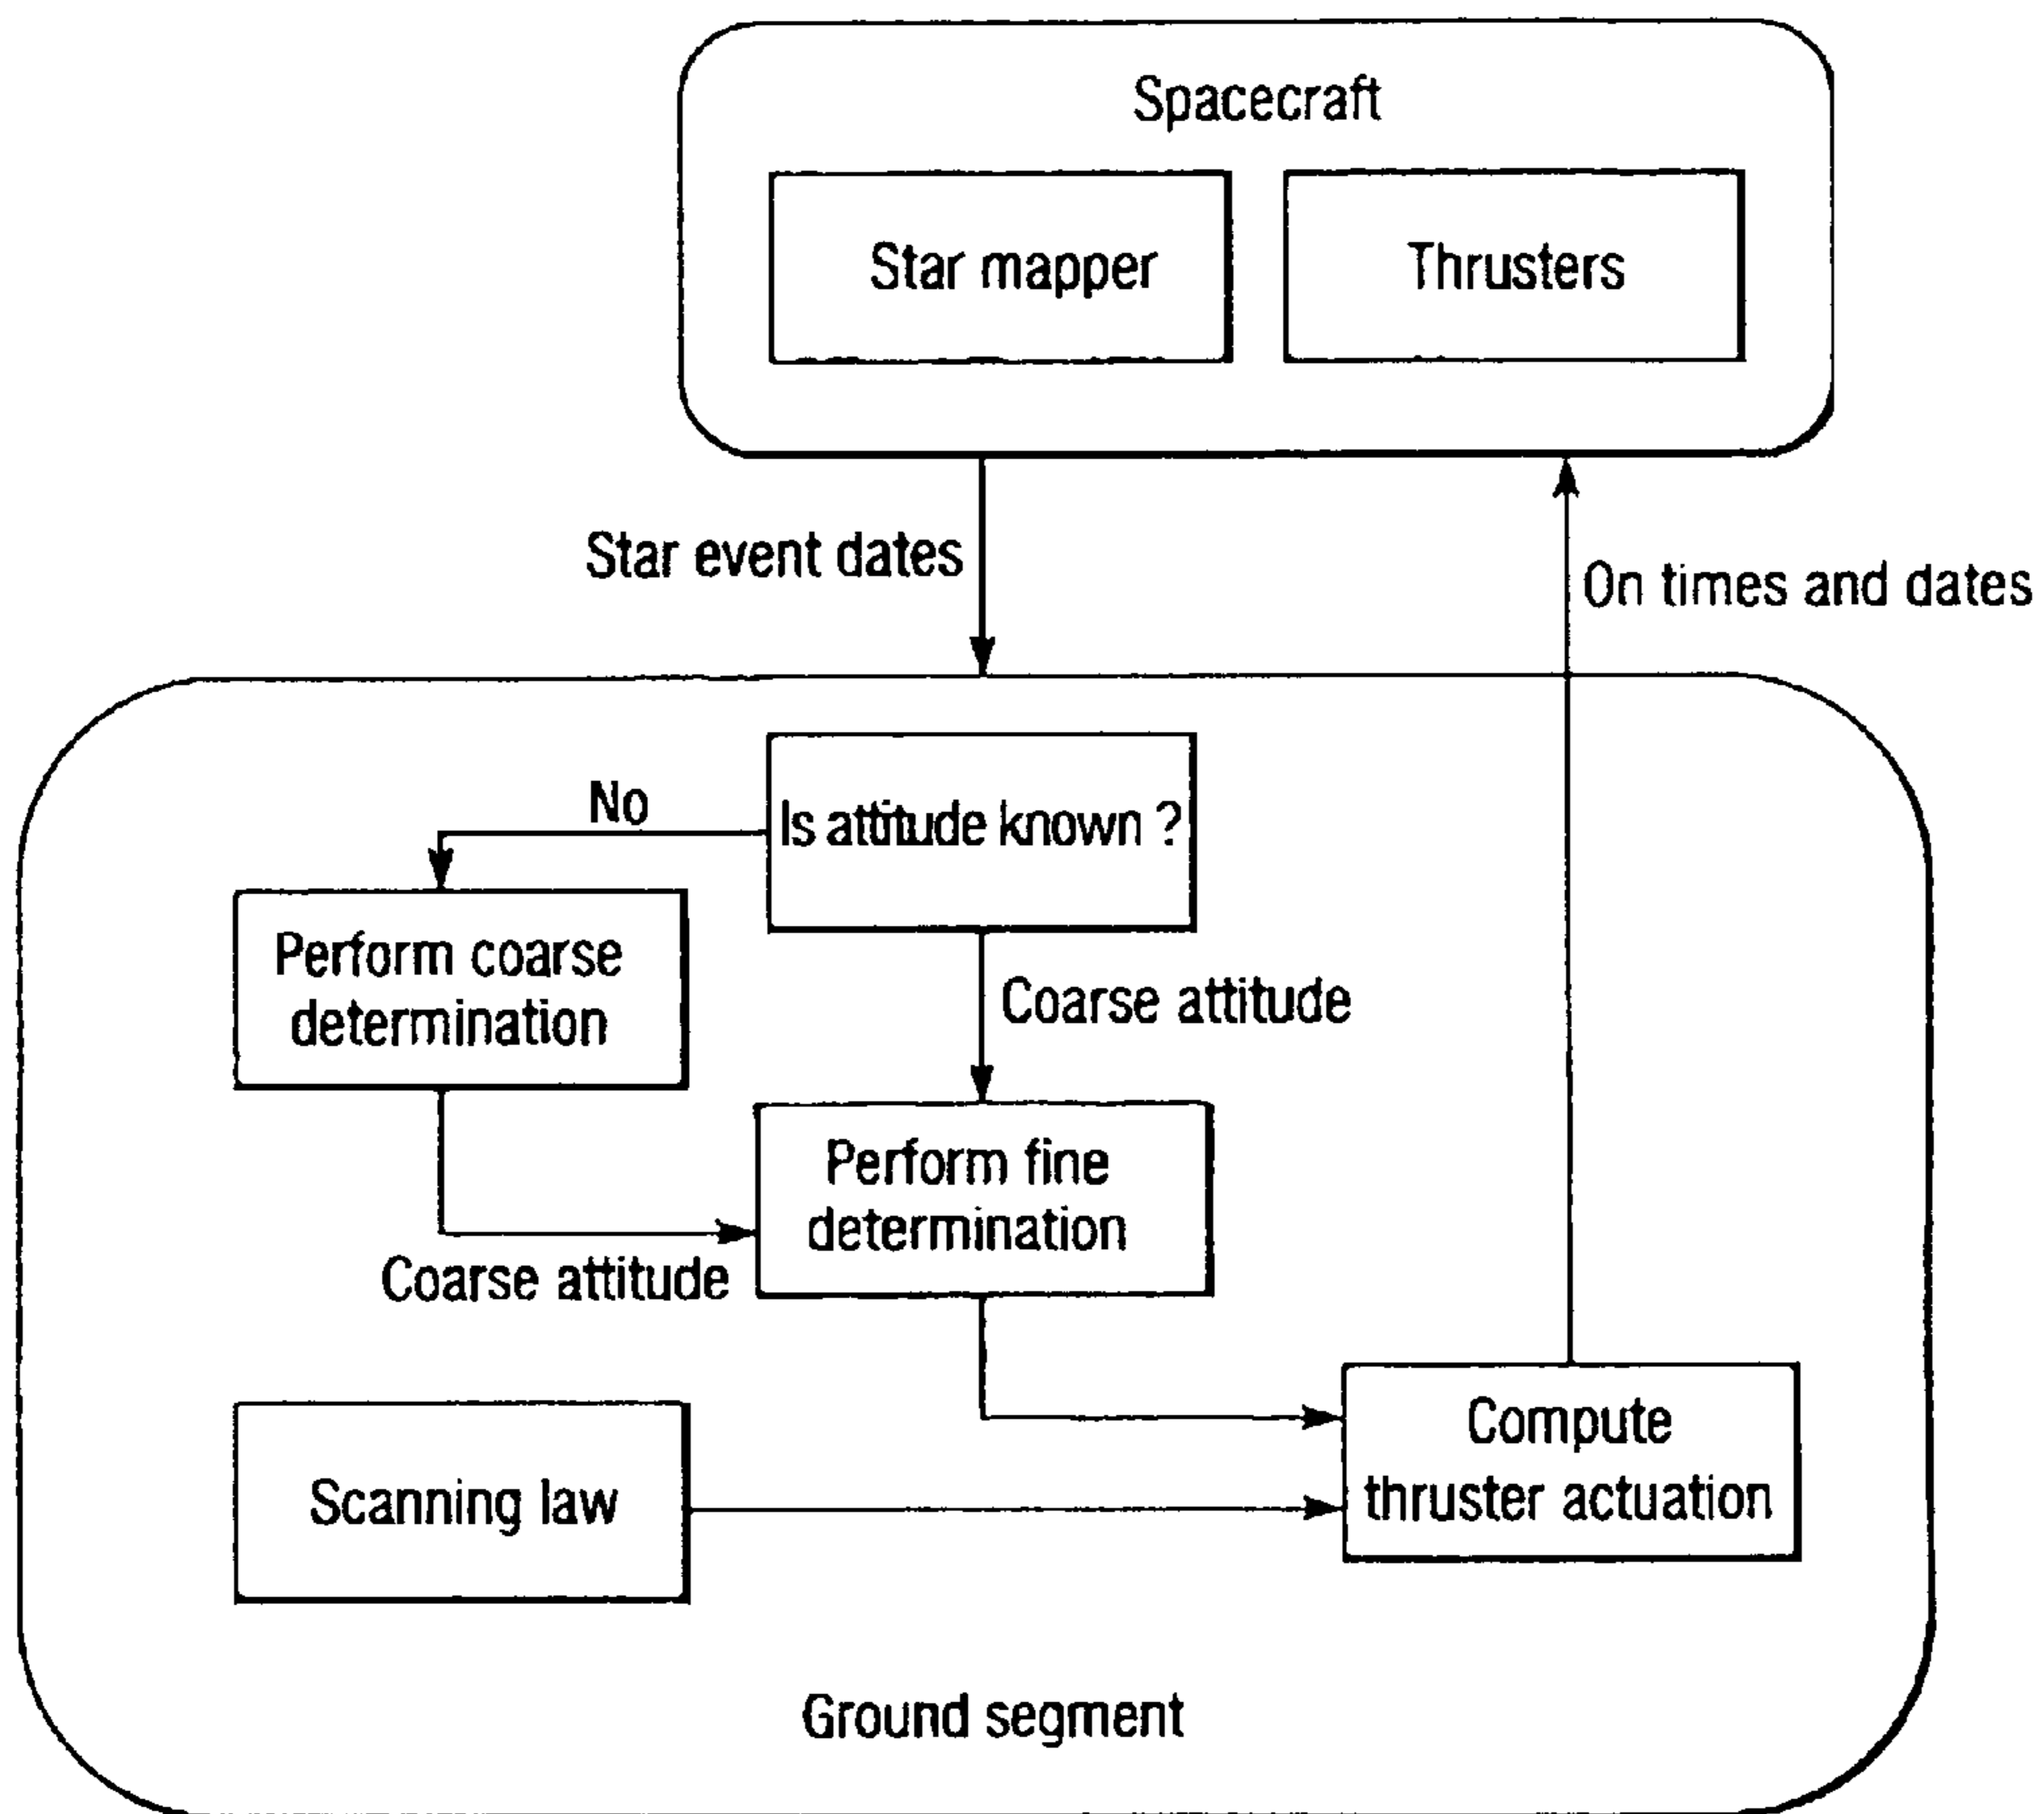 Spacecraft
Star mapper
Thrusters
Star event dates
On times and dates
No
Is attitude known ?
Perform coarse
determination
Coarse attitude
Perform fine
determination
Coarse attitude
Compute
thruster actuation
Scanning law
Ground segment